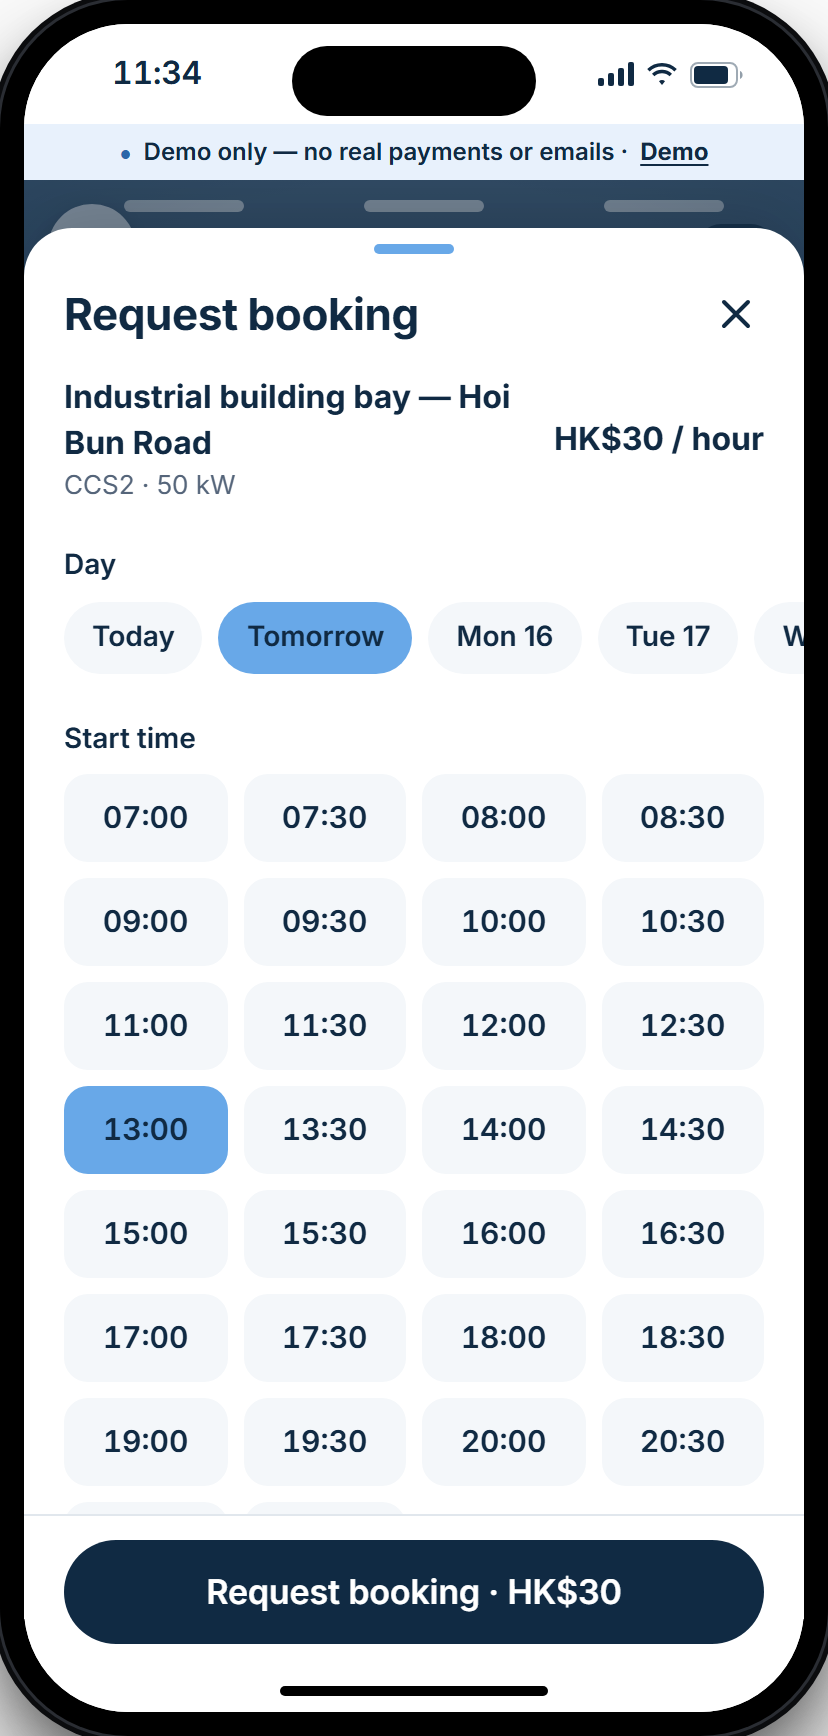 11:34
Demo only — no real payments or emails · Demo
Request booking
Industrial building bay — Hoi
Bun Road
HK$30 / hour
CCS2 · 50 kW
Day
Today Tomorrow Mon 16 Tue 17
Start time
07:00 07:30 08:00 08:30
09:00 09:30 10:00 10:30
11:00 11:30 12:00 12:30
13:00 13:30 14:00 14:30
15:00 15:30 16:00 16:30
17:00 17:30 18:00 18:30
19:00 19:30 20:00 20:30
Request booking · HK$30